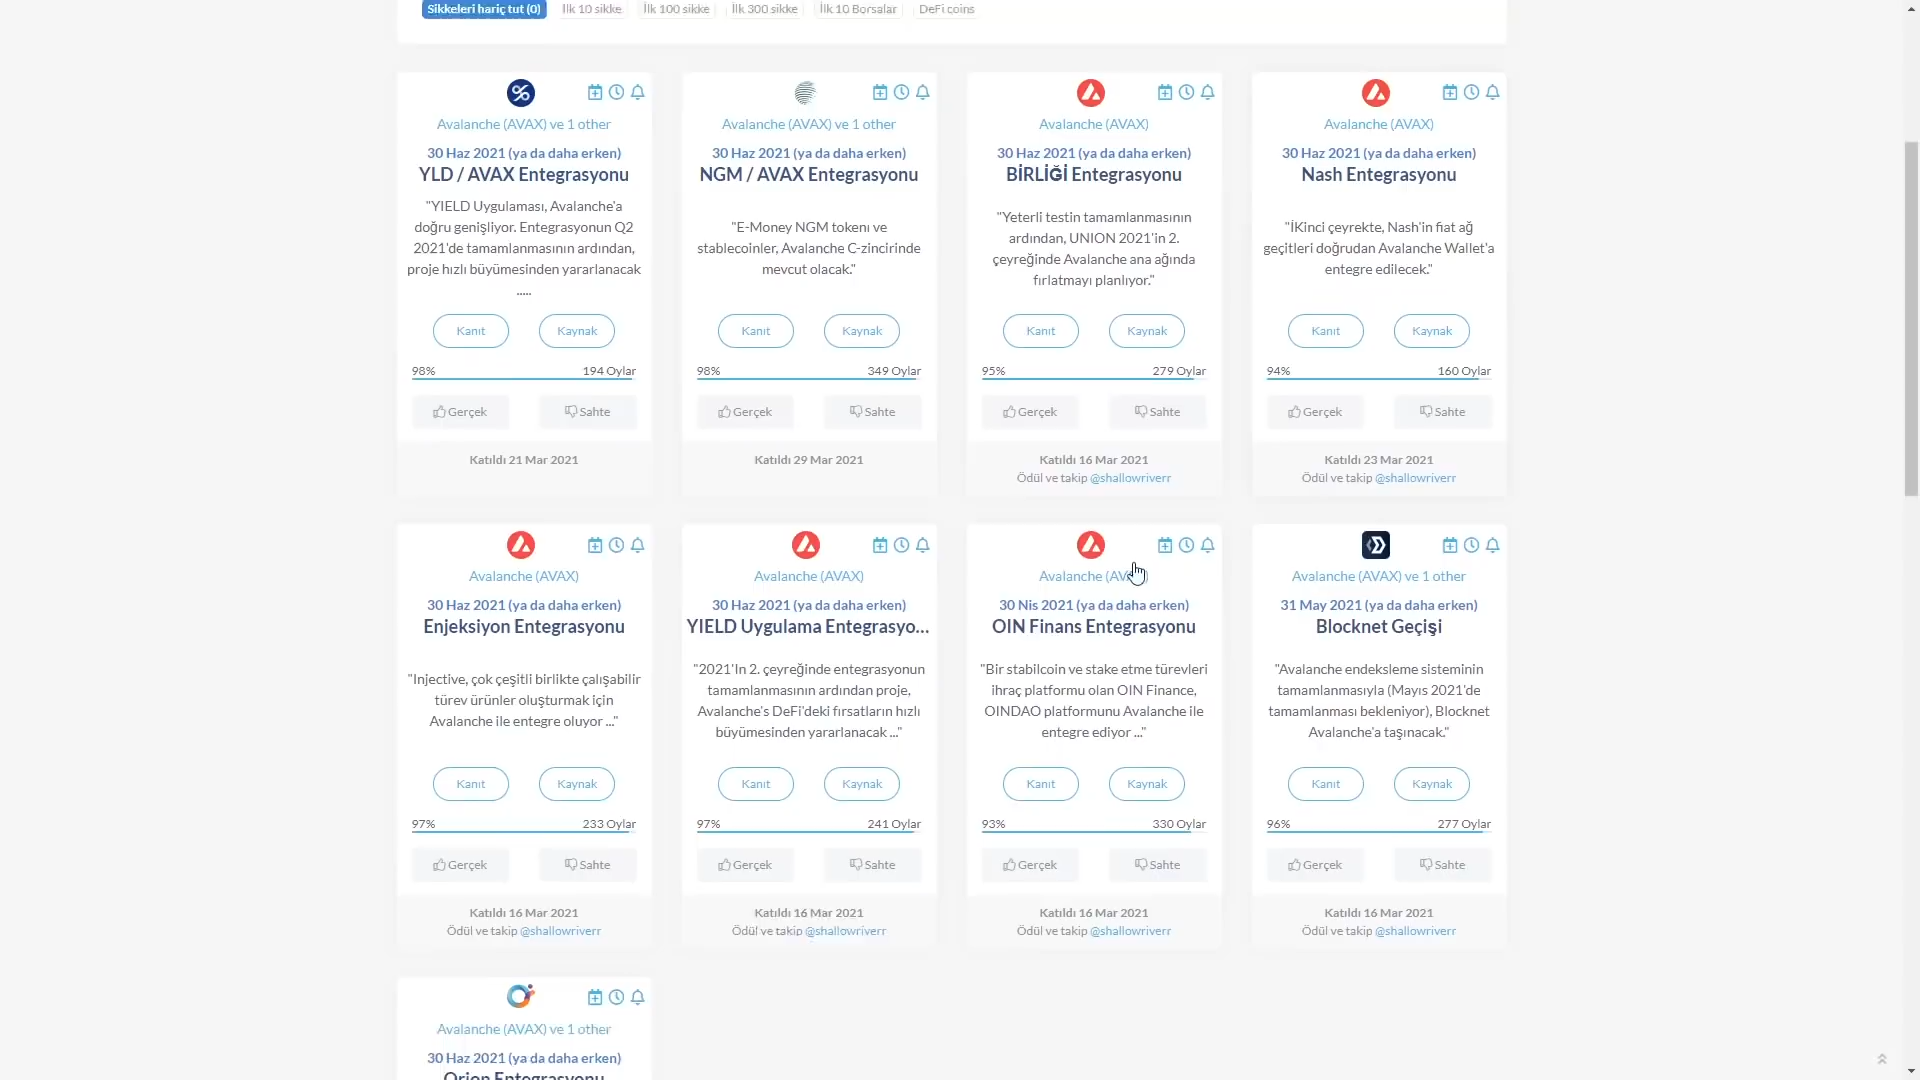 Sikkeleri hariç tut (0) İlk 10 sikke İlk 100 sikke İlk 300 sikke İlk 10 Borsalar DeFi coins
Avalanche (AVAX) ve 1 other
30 Haz 2021 (ya da daha erken)
YLD / AVAX Entegrasyonu
"YIELD Uygulaması, Avalanche'a
doğru genişliyor. Entegrasyonun Q2
2021'de tamamlanmasının ardından,
proje hızlı büyümesinden yararlanacak
.....
Kanıt Kaynak
98% 194 Oylar
Gerçek Sahte
Katıldı 21 Mar 2021
Avalanche (AVAX) ve 1 other
30 Haz 2021 (ya da daha erken)
NGM / AVAX Entegrasyonu
"E-Money NGM tokenı ve
stablecoinler, Avalanche C-zincirinde
mevcut olacak."
Kanıt Kaynak
98% 349 Oylar
Gerçek Sahte
Katıldı 29 Mar 2021
Avalanche (AVAX)
30 Haz 2021 (ya da daha erken)
BİRLİĞİ Entegrasyonu
"Yeterli testin tamamlanmasının
ardından, UNION 2021'in 2.
çeyreğinde Avalanche ana ağında
fırlatmayı planlıyor."
Kanıt Kaynak
95% 279 Oylar
Gerçek Sahte
Katıldı 16 Mar 2021
Ödül ve takip @shallowriverr
Avalanche (AVAX)
30 Haz 2021 (ya da daha erken)
Nash Entegrasyonu
"İKinci çeyrekte, Nash'in fiat ağ
geçitleri doğrudan Avalanche Wallet'a
entegre edilecek."
Kanıt Kaynak
94% 160 Oylar
Gerçek Sahte
Katıldı 23 Mar 2021
Ödül ve takip @shallowriverr
Avalanche (AVAX)
30 Haz 2021 (ya da daha erken)
Enjeksiyon Entegrasyonu
"Injective, çok çeşitli birlikte çalışabilir
türev ürünler oluşturmak için
Avalanche ile entegre oluyor ..."
Kanıt Kaynak
97% 233 Oylar
Gerçek Sahte
Katıldı 16 Mar 2021
Ödül ve takip @shallowriverr
Avalanche (AVAX)
30 Haz 2021 (ya da daha erken)
YIELD Uygulama Entegrasyo...
"2021'In 2. çeyreğinde entegrasyonun
tamamlanmasının ardından proje,
Avalanche's DeFi'deki fırsatların hızlı
büyümesinden yararlanacak ..."
Kanıt Kaynak
97% 241 Oylar
Gerçek Sahte
Katıldı 16 Mar 2021
Ödül ve takip @shallowriverr
Avalanche (AVAX)
30 Nis 2021 (ya da daha erken)
OIN Finans Entegrasyonu
"Bir stabilcoin ve stake etme türevleri
ihraç platformu olan OIN Finance,
OINDAO platformunu Avalanche ile
entegre ediyor ..."
Kanıt Kaynak
93% 330 Oylar
Gerçek Sahte
Katıldı 16 Mar 2021
Ödül ve takip @shallowriverr
Avalanche (AVAX) ve 1 other
31 May 2021 (ya da daha erken)
Blocknet Geçişi
"Avalanche endeksleme sisteminin
tamamlanmasıyla (Mayıs 2021'de
tamamlanması bekleniyor), Blocknet
Avalanche'a taşınacak."
Kanıt Kaynak
96% 277 Oylar
Gerçek Sahte
Katıldı 16 Mar 2021
Ödül ve takip @shallowriverr
Avalanche (AVAX) ve 1 other
30 Haz 2021 (ya da daha erken)
Orion Entegrasyonu